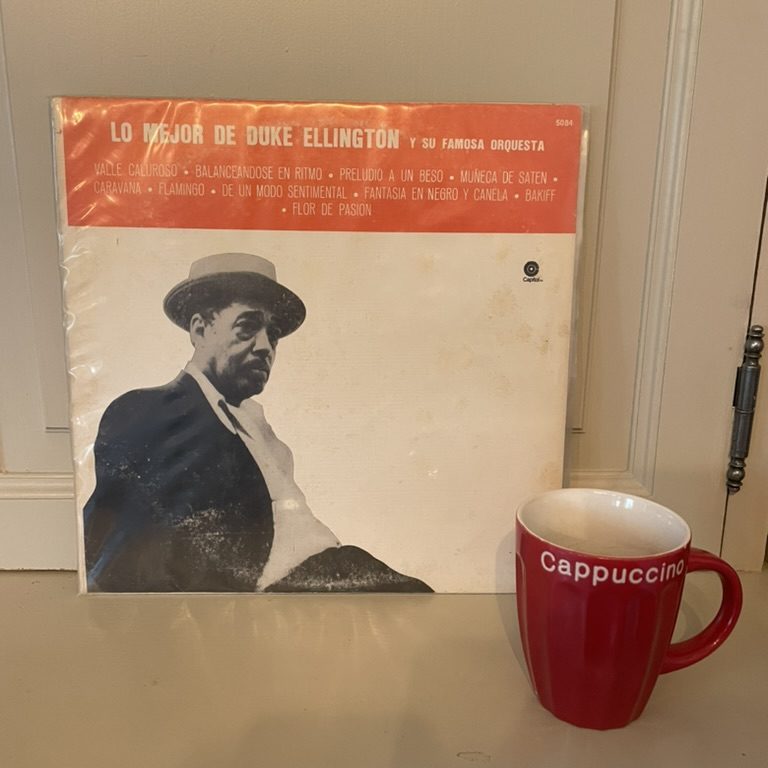 5084
LO MEJOR DE DUKE ELLINGTON Y SU FAMOSA ORQUESTA
VALLE CALUROSO • BALANCEANDOSE EN RITMO • PRELUDIO A UN BESO • MUÑECA DE SATEN •
CARAVANA • FLAMINGO • DE UN MODO SENTIMENTAL • FANTASIA EN NEGRO Y CANELA • BAKIFF
• FLOR DE PASION
Capitol
Cappuccino